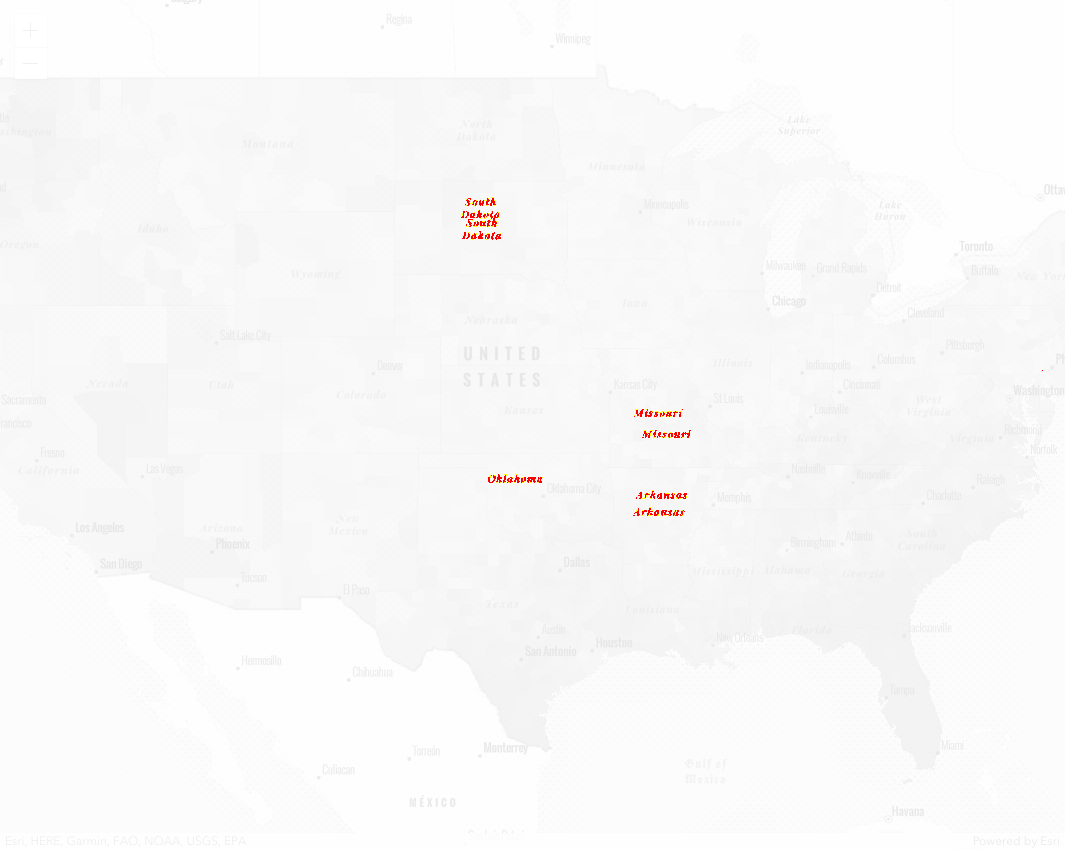 Regina
Winnipeg
North
Dakota
Lake
Superior
Montana
Minnesota
South
Dakota
South
Dakota
Minneapolis
Ottaw
Lake
Huron
Wisconsin
Idaho
Toronto
Milwaukee
Grand Rapids
Buffalo
New York
Wyoming
Detroit
Chicago
Iowa
Cleveland
Nebraska
Salt Lake City
UNITED
STATES
Pittsburgh
Illinois
Indianapolis
Columbus
Denver
Nevada
Utah
Kansas City
Cincinnati
Colorado
Washington
Sacramento
St Louis
West
Virginia
Kansas
Missouri
Louisville
Missouri
Kentucky
Virginia
Richmond
Norfolk
Fresno
California
Las Vegas
Oklahoma
Oklahoma City
Nashville
Knoxville
Raleigh
Arkansas
Memphis
Charlotte
Arkansas
New
Mexico
Los Angeles
Arizona
Phoenix
Birmingham
Atlanta
South
Carolina
San Diego
Dallas
Tucson
Mississippi
Alabama
Georgia
El Paso
Texas
Louisiana
Austin
Houston
New Orleans
Florida
Jacksonville
San Antonio
Hermosillo
Chihuahua
Tampa
Torreón
Monterrey
Miami
Culiacan
Gulf of
Mexico
MÉXICO
Havana
Esri, HERE, Garmin, FAO, NOAA, USGS, EPA
Powered by Esri